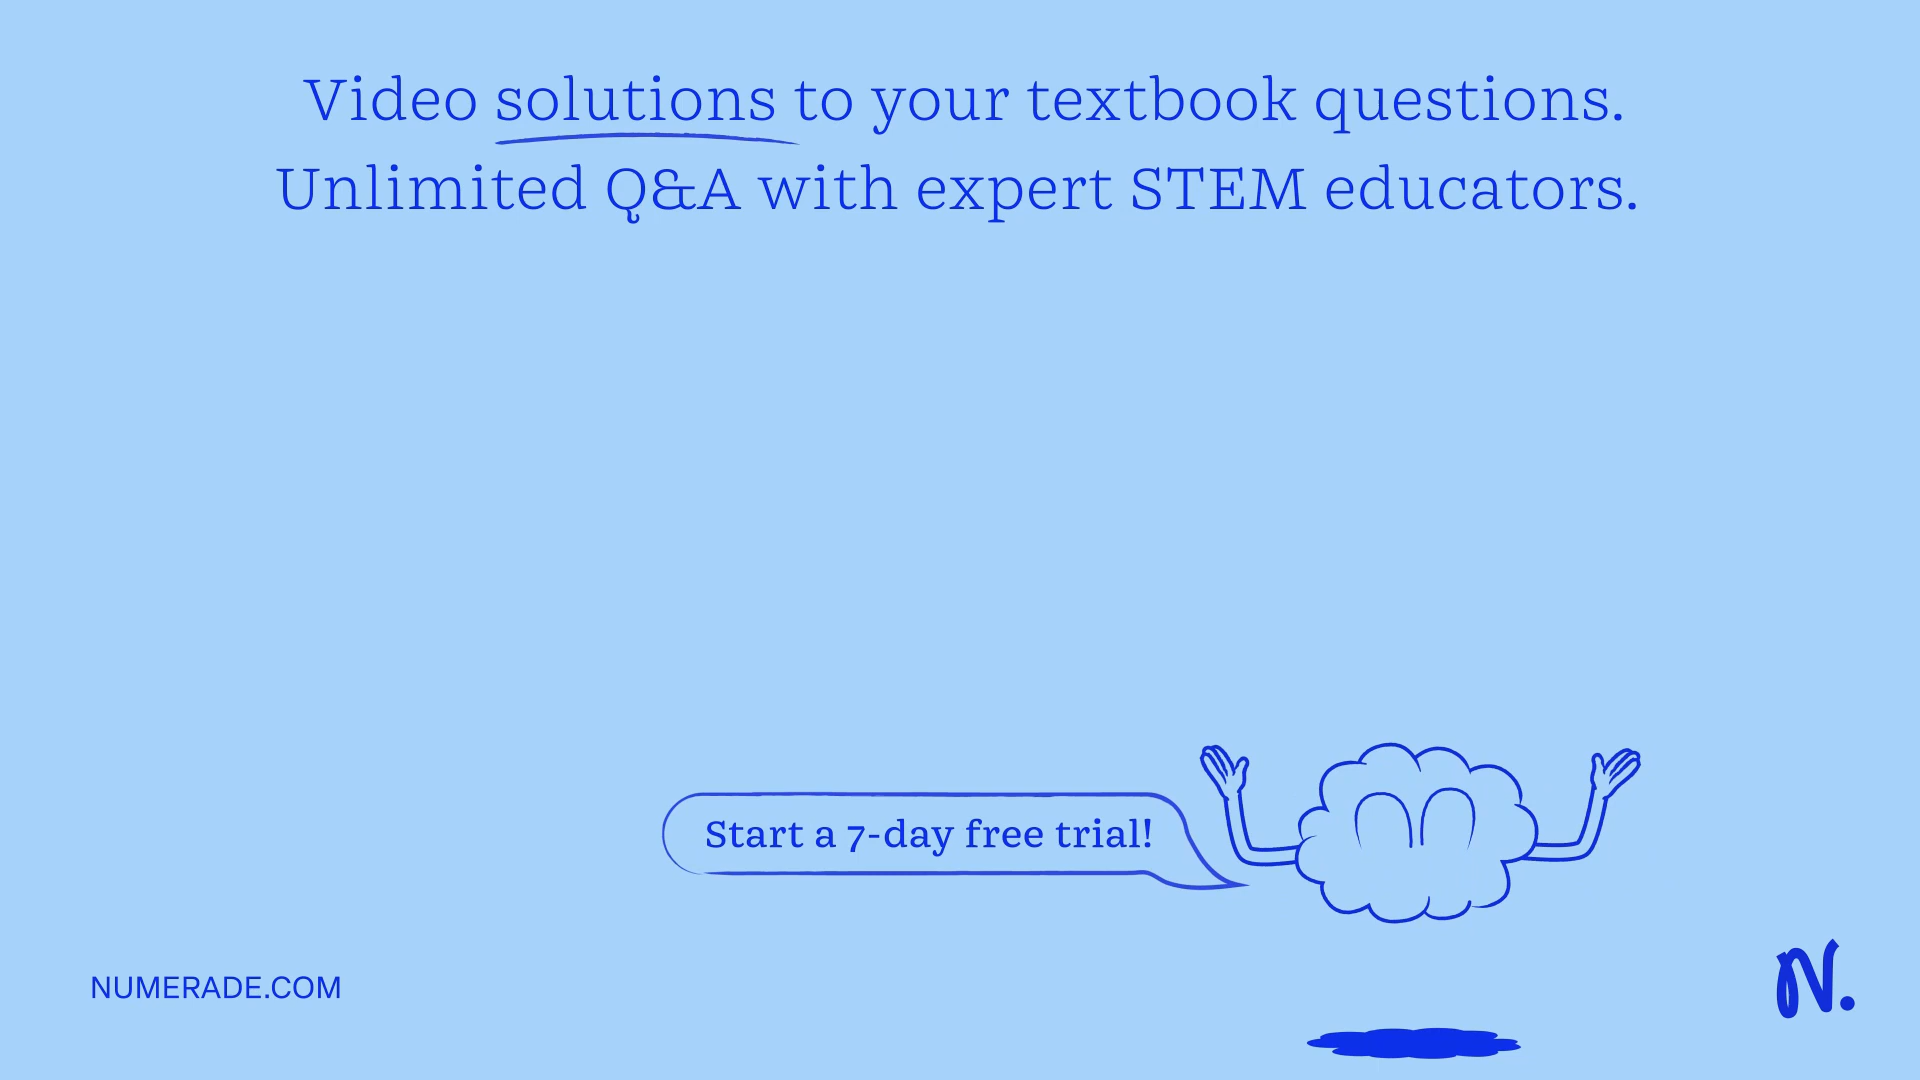 Video solutions to your textbook questions.
Unlimited Q&A with expert STEM educators.
Start a 7-day free trial!
NUMERADE.COM
N.